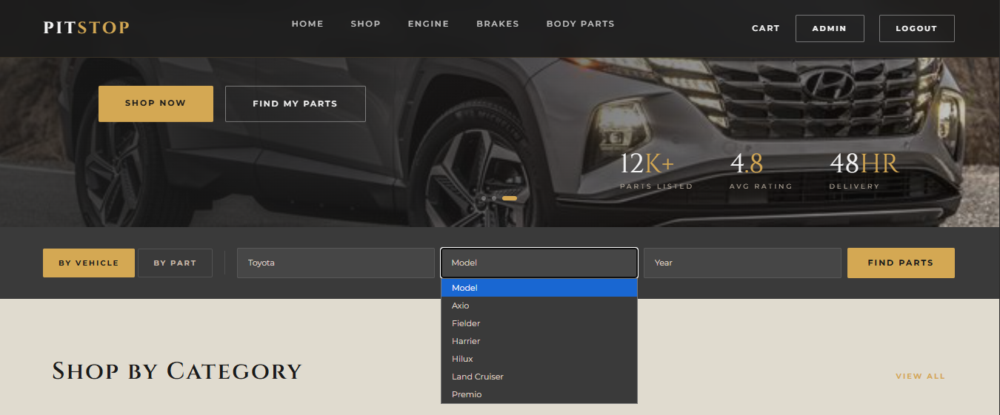 PITSTOP
HOME SHOP ENGINE BRAKES BODY PARTS
CART ADMIN LOGOUT
SHOP NOW FIND MY PARTS
12K+ 4.8 48HR
PARTS LISTED AVG RATING DELIVERY
BY VEHICLE BY PART Toyota Model Year FIND PARTS
Model
Axio
Fielder
Harrier
Hilux
Land Cruiser
Premio
SHOP BY CATEGORY
VIEW ALL